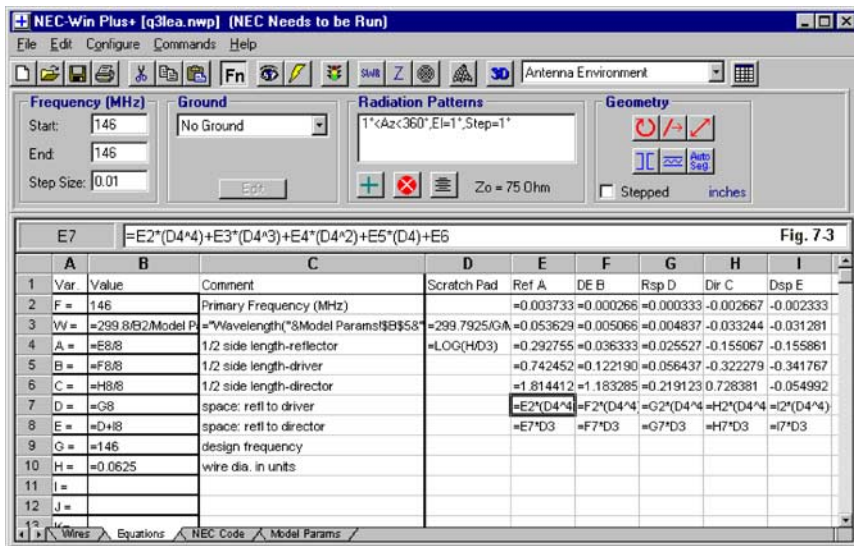 NEC-Win Plus+ [q3lea.nwp] (NEC Needs to be Run)
File Edit Configure Commands Help
Fn SWR Z 3D Antenna Environment
Frequency (MHz) Ground Radiation Patterns Geometry
Start: 146 No Ground 1°<Az<360°,El=1°,Step=1°
End: 146
Step Size: 0.01 Edit Zo = 75 Ohm Auto Seg. Stepped inches
E7 =E2*(D4^4)+E3*(D4^3)+E4*(D4^2)+E5*(D4)+E6 Fig. 7-3
A B C D E F G H I
1 Var. Value Comment Scratch Pad Ref A DE B Rsp D Dir C Dsp E
2 F = 146 Primary Frequency (MHz) =0.003733 =0.000266 =0.000333 -0.002667 -0.002333
3 W = =299.8/B2/Model Pa ="Wavelength("&Model Params!$B$5&" =299.7925/G/M =0.053629 =0.005066 =0.004837 -0.033244 -0.031281
4 A = =E8/8 1/2 side length-reflector =LOG(H/D3) =0.292755 =0.036333 =0.025527 -0.155067 -0.155861
5 B = =F8/8 1/2 side length-driver =0.742452 =0.122190 =0.056437 -0.322279 -0.341767
6 C = =H8/8 1/2 side length-director =1.814412 =1.183285 =0.219123 0.728381 -0.054992
7 D = =G8 space: refl to driver =E2*(D4^4) =F2*(D4^4) =G2*(D4^4 =H2*(D4^4 =I2*(D4^4)
8 E = =D+I8 space: refl to director =E7*D3 =F7*D3 =G7*D3 =H7*D3 =I7*D3
9 G = =146 design frequency
10 H = =0.0625 wire dia. in units
11 I =
12 J =
13 K=
Wires Equations NEC Code Model Params